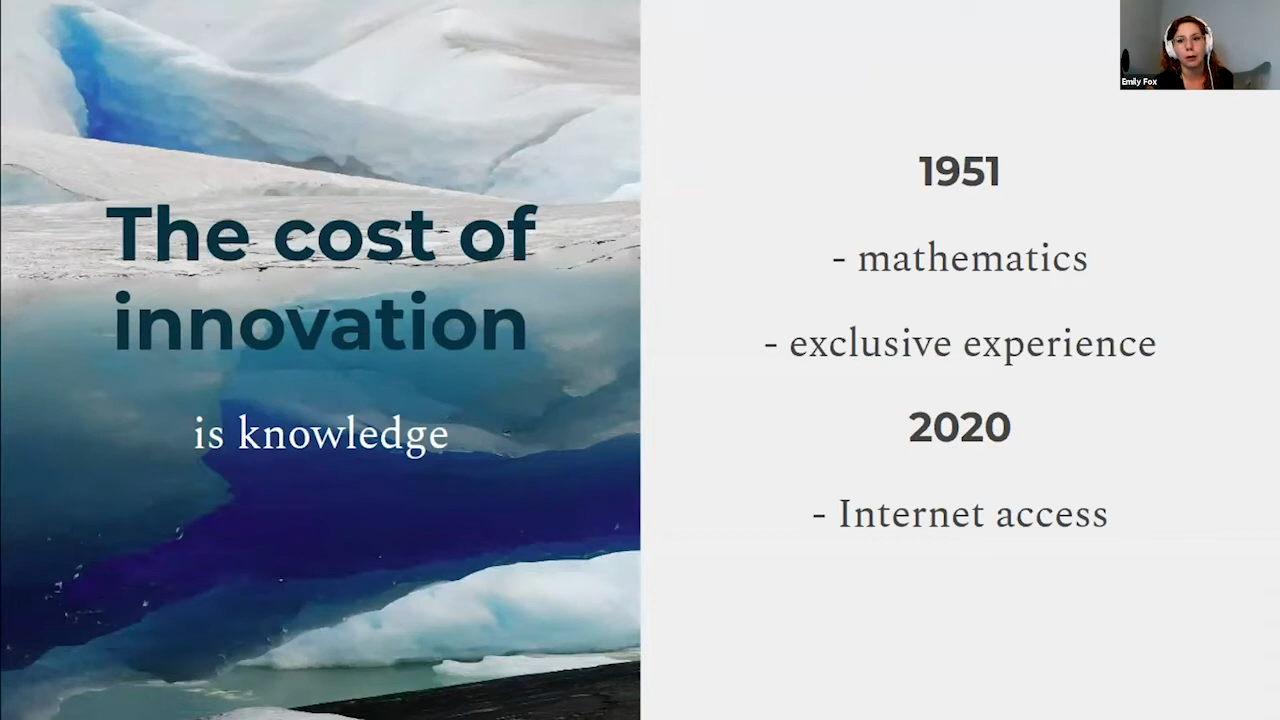 The cost of
innovation
is knowledge
1951
- mathematics
- exclusive experience
2020
- Internet access
Emily Fox